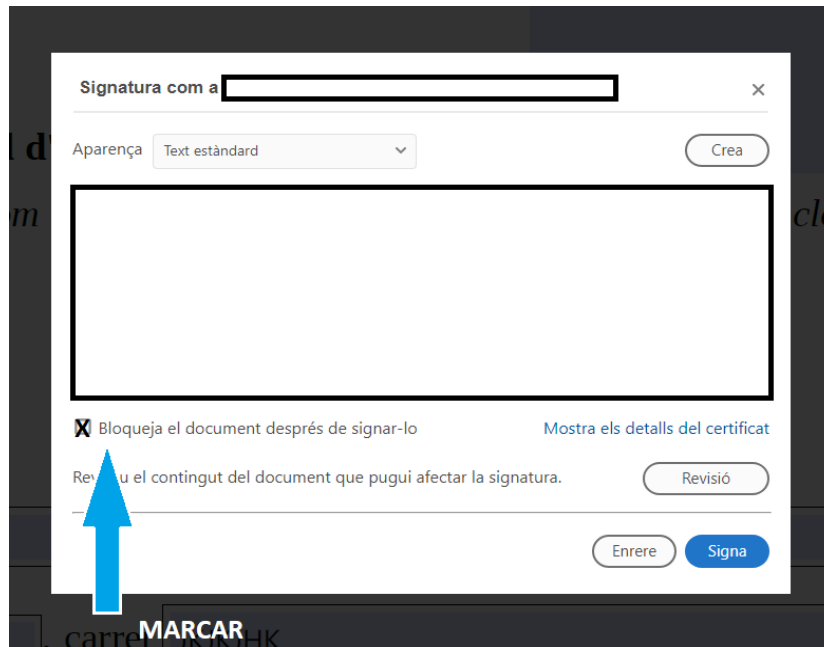 Signatura com a
Aparença Text estàndard Crea
X Bloqueja el document després de signar-lo Mostra els detalls del certificat
el contingut del document que pugui afectar la signatura. Revisió
Enrere Signa
MARCAR